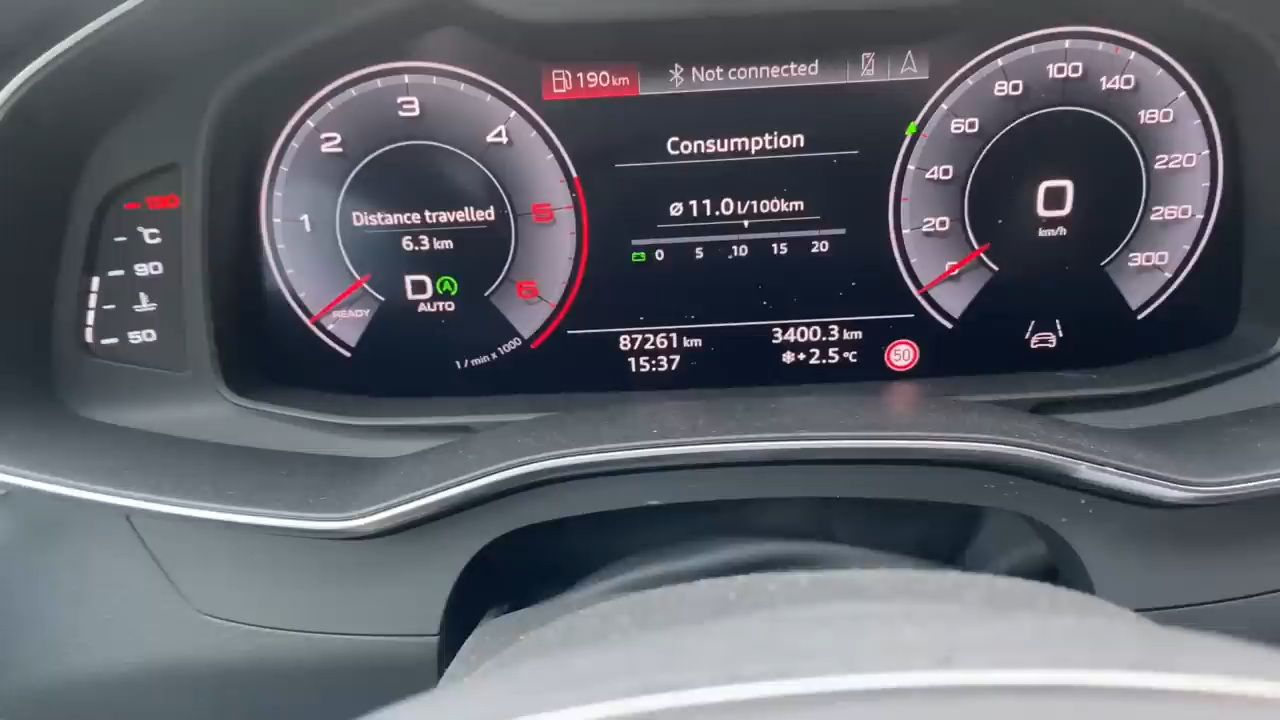 190 km
Not connected
Consumption
Ø 11.0 l/100km
0 5 10 15 20
87261 km
15:37
3400.3 km
+2.5 °C
50
1 2 3 4 5 6
Distance travelled
6.3 km
D A
AUTO
READY
1 / min x 1000
130
°C
90
50
0 20 40 60 80 100 140 180 220 260 300
0
km/h